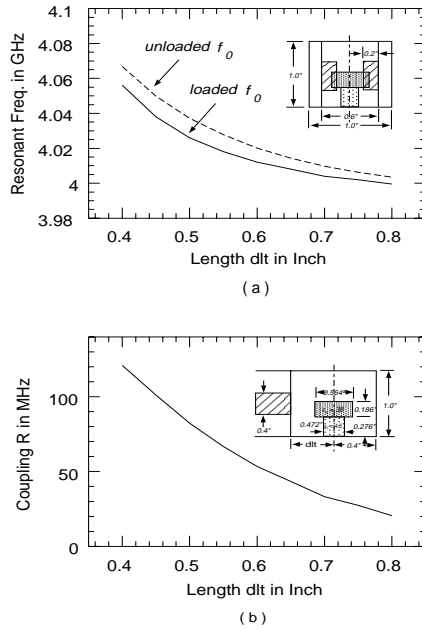 4.1
4.08
4.06
4.04
4.02
4
3.98
Resonant Freq. in GHz
unloaded f0
loaded f0
0.2"
1.0"
0.6"
1.0"
0.4 0.5 0.6 0.7 0.8
Length dlt in Inch
( a )
100
50
0
Coupling R in MHz
0.564"
0.186"
1.0"
0.4"
0.472"
0.276"
dlt
0.4"
0.4 0.5 0.6 0.7 0.8
Length dlt in Inch
( b )